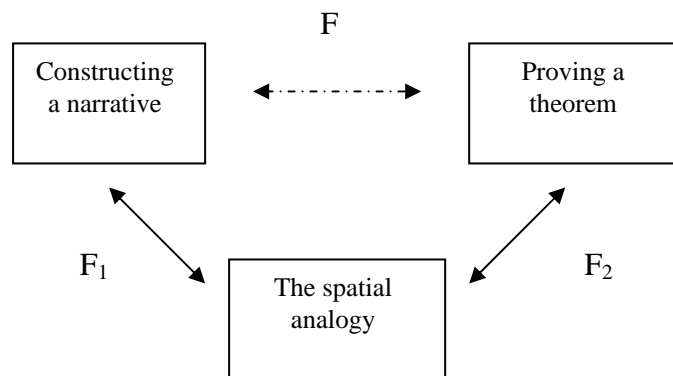 F
Constructing
a narrative
Proving a
theorem
F₁
F₂
The spatial
analogy